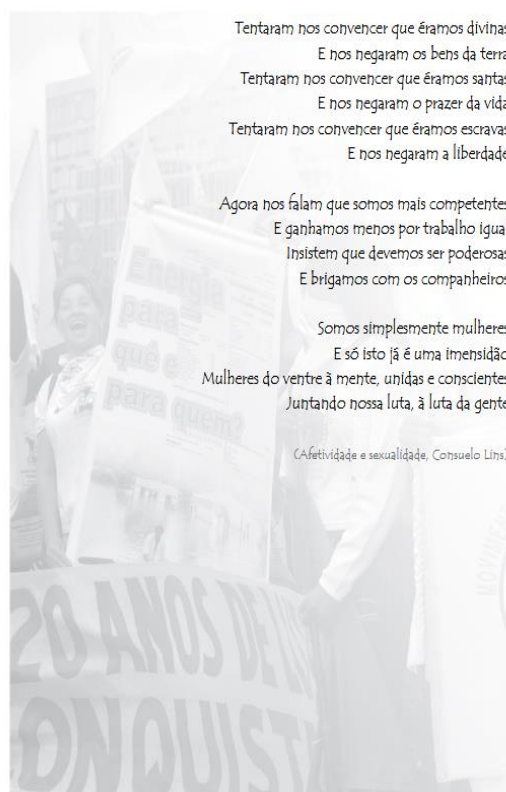 Tentaram nos convencer que éramos divinas
E nos negaram os bens da terra
Tentaram nos convencer que éramos santas
E nos negaram o prazer da vida
Tentaram nos convencer que éramos escravas
E nos negaram a liberdade
Agora nos falam que somos mais competentes
E ganhamos menos por trabalho igua
Insistem que devemos ser poderosas
E brigamos com os companheiros
Somos simplesmente mulheres
E só isto já é uma imensidão
Mulheres do ventre à mente, unidas e conscientes
Juntando nossa luta, à luta da gente
(Afetividade e sexualidade, Consuelo Lins)
Energia
para
quê e
para quem?
20 ANOS DE
CONQUIST